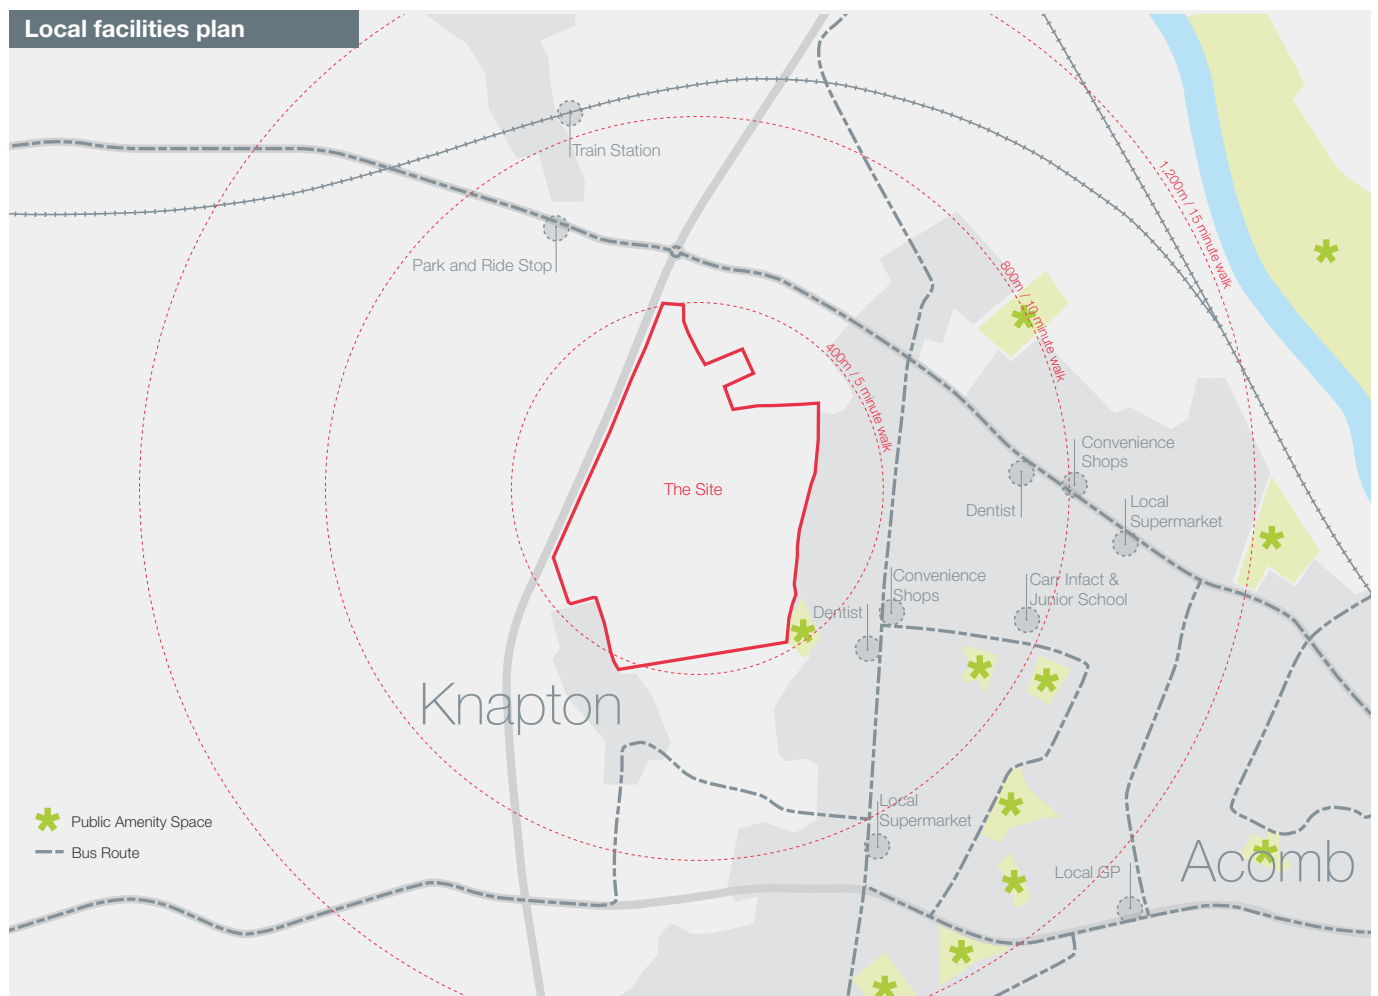 Local facilities plan
Train Station
Park and Ride Stop
1,200m / 15 minute walk
800m / 10 minute walk
400m / 5 minute walk
The Site
Convenience
Shops
Dentist
Local
Supermarket
Convenience
Shops
Carr Infact &
Junior School
Dentist
Knapton
Local
Supermarket
Local GP
Acomb
Public Amenity Space
Bus Route